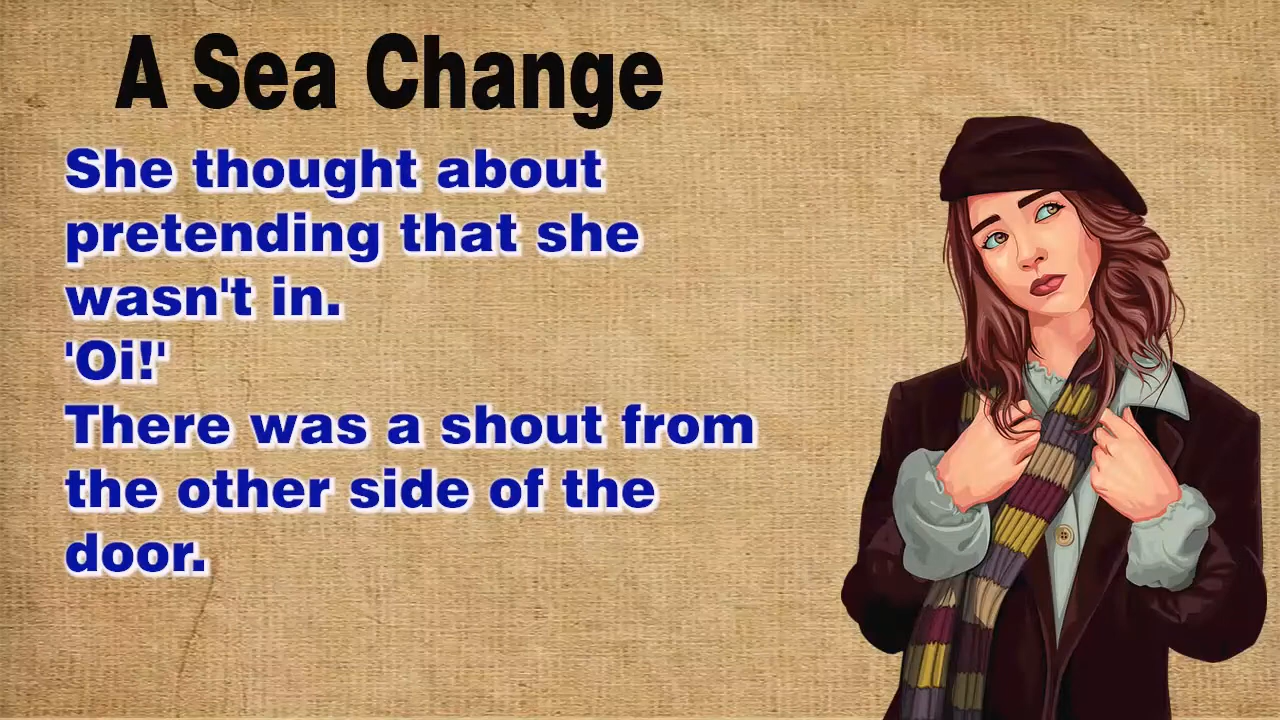 A Sea Change
She thought about
pretending that she
wasn't in.
'Oi!'
There was a shout from
the other side of the
door.